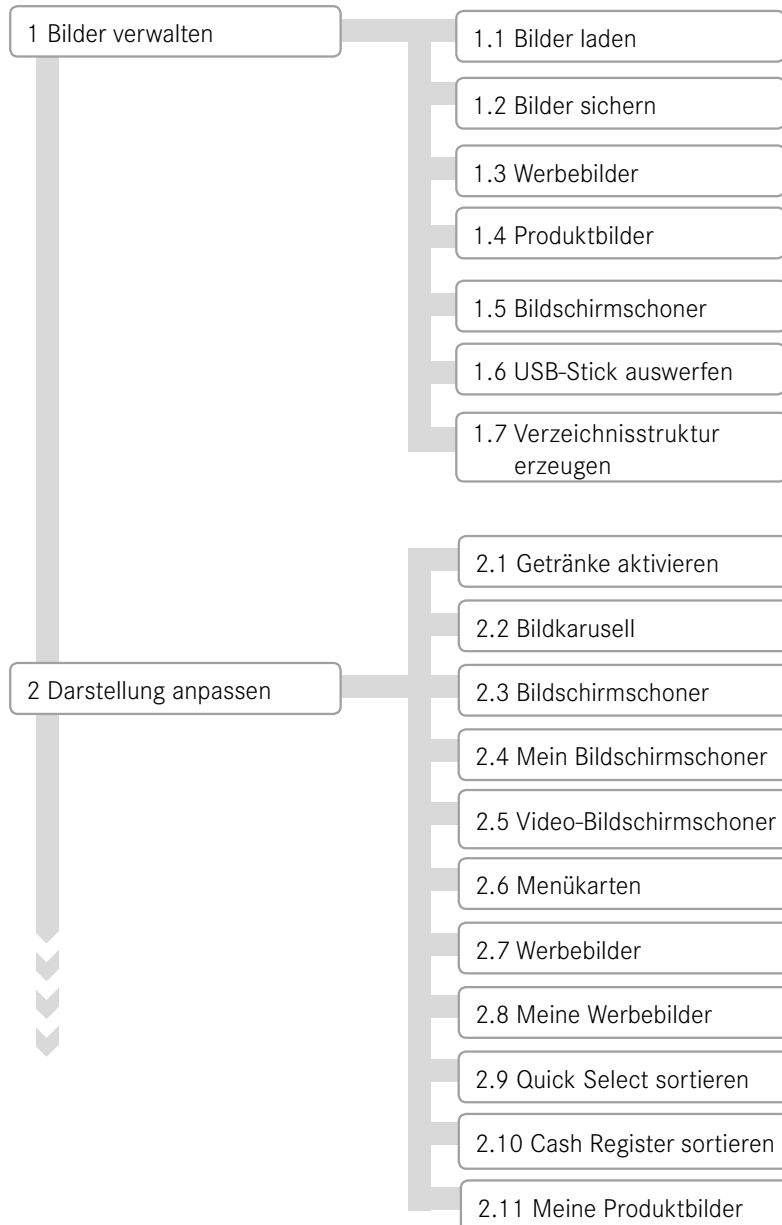 1 Bilder verwalten
1.1 Bilder laden
1.2 Bilder sichern
1.3 Werbebilder
1.4 Produktbilder
1.5 Bildschirmschoner
1.6 USB-Stick auswerfen
1.7 Verzeichnisstruktur
erzeugen
2 Darstellung anpassen
2.1 Getränke aktivieren
2.2 Bildkarusell
2.3 Bildschirmschoner
2.4 Mein Bildschirmschoner
2.5 Video-Bildschirmschoner
2.6 Menükarten
2.7 Werbebilder
2.8 Meine Werbebilder
2.9 Quick Select sortieren
2.10 Cash Register sortieren
2.11 Meine Produktbilder